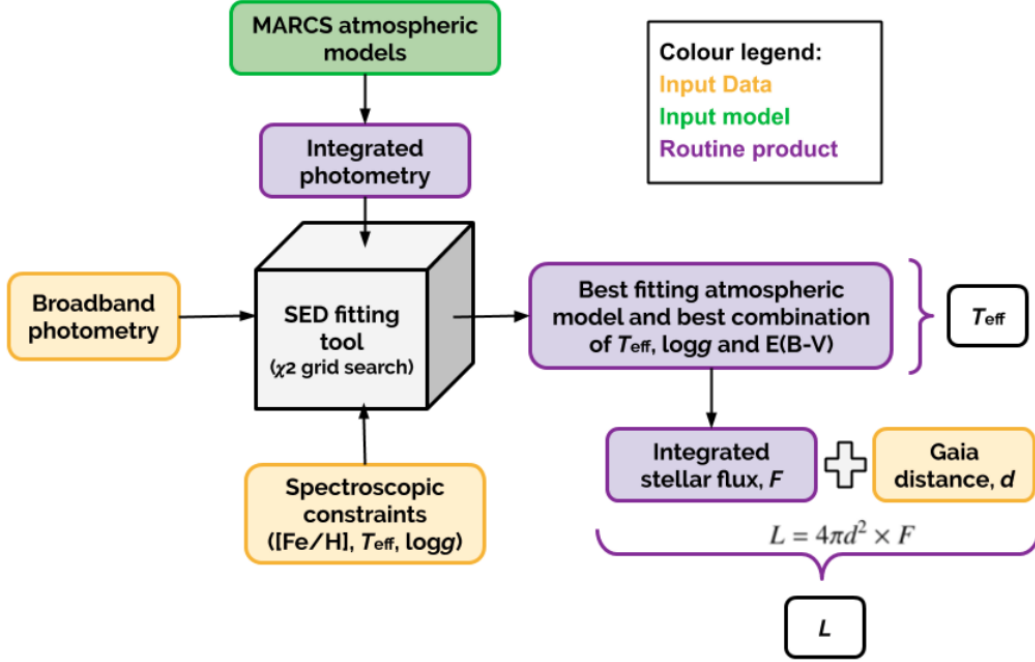 MARCS atmospheric
models
Colour legend:
Input Data
Input model
Routine product
Integrated
photometry
Broadband
photometry
SED fitting
tool
(χ2 grid search)
Best fitting atmospheric
model and best combination
of Teff, logg and E(B-V)
Teff
Spectroscopic
constraints
([Fe/H], Teff, logg)
Integrated
stellar flux, F
Gaia
distance, d
L = 4πd² × F
L